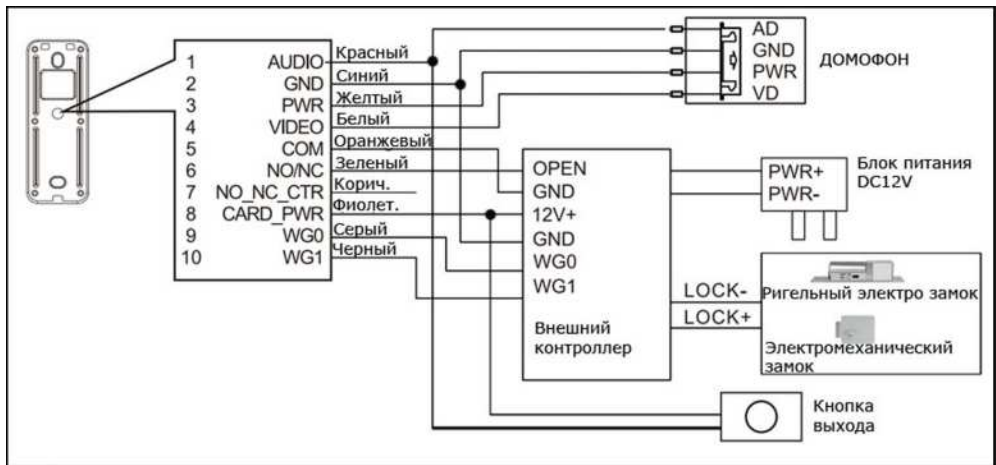 1 AUDIO Красный
2 GND Синий
3 PWR Желтый
4 VIDEO Белый
5 COM Оранжевый
6 NO/NC Зеленый
7 NO_NC_CTR Корич.
8 CARD_PWR Фиолет.
9 WG0 Серый
10 WG1 Черный
AD
GND
PWR
VD
ДОМОФОН
OPEN
GND
12V+
GND
WG0
WG1
Внешний
контроллер
PWR+
PWR-
Блок питания
DC12V
LOCK-
LOCK+
Ригельный электро замок
Электромеханический
замок
Кнопка
выхода